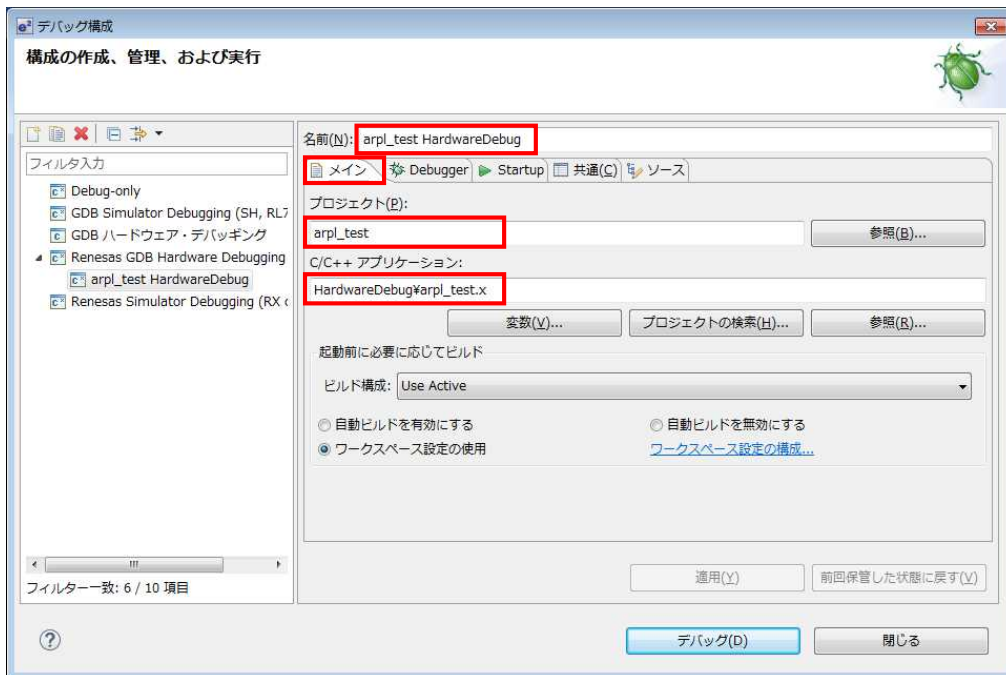 e² デバッグ構成
構成の作成、管理、および実行
名前(N): arpl_test HardwareDebug
フィルタ入力
メイン Debugger Startup 共通(C) ソース
Debug-only
GDB Simulator Debugging (SH, RL7
GDB ハードウェア・デバッギング
Renesas GDB Hardware Debugging
arpl_test HardwareDebug
Renesas Simulator Debugging (RX
フィルター一致: 6 / 10 項目
プロジェクト(P):
arpl_test 参照(B)...
C/C++ アプリケーション:
HardwareDebug¥arpl_test.x
変数(V)... プロジェクトの検索(H)... 参照(R)...
起動前に必要に応じてビルド
ビルド構成: Use Active
自動ビルドを有効にする 自動ビルドを無効にする
ワークスペース設定の使用 ワークスペース設定の構成...
適用(Y) 前回保管した状態に戻す(V)
デバッグ(D) 閉じる